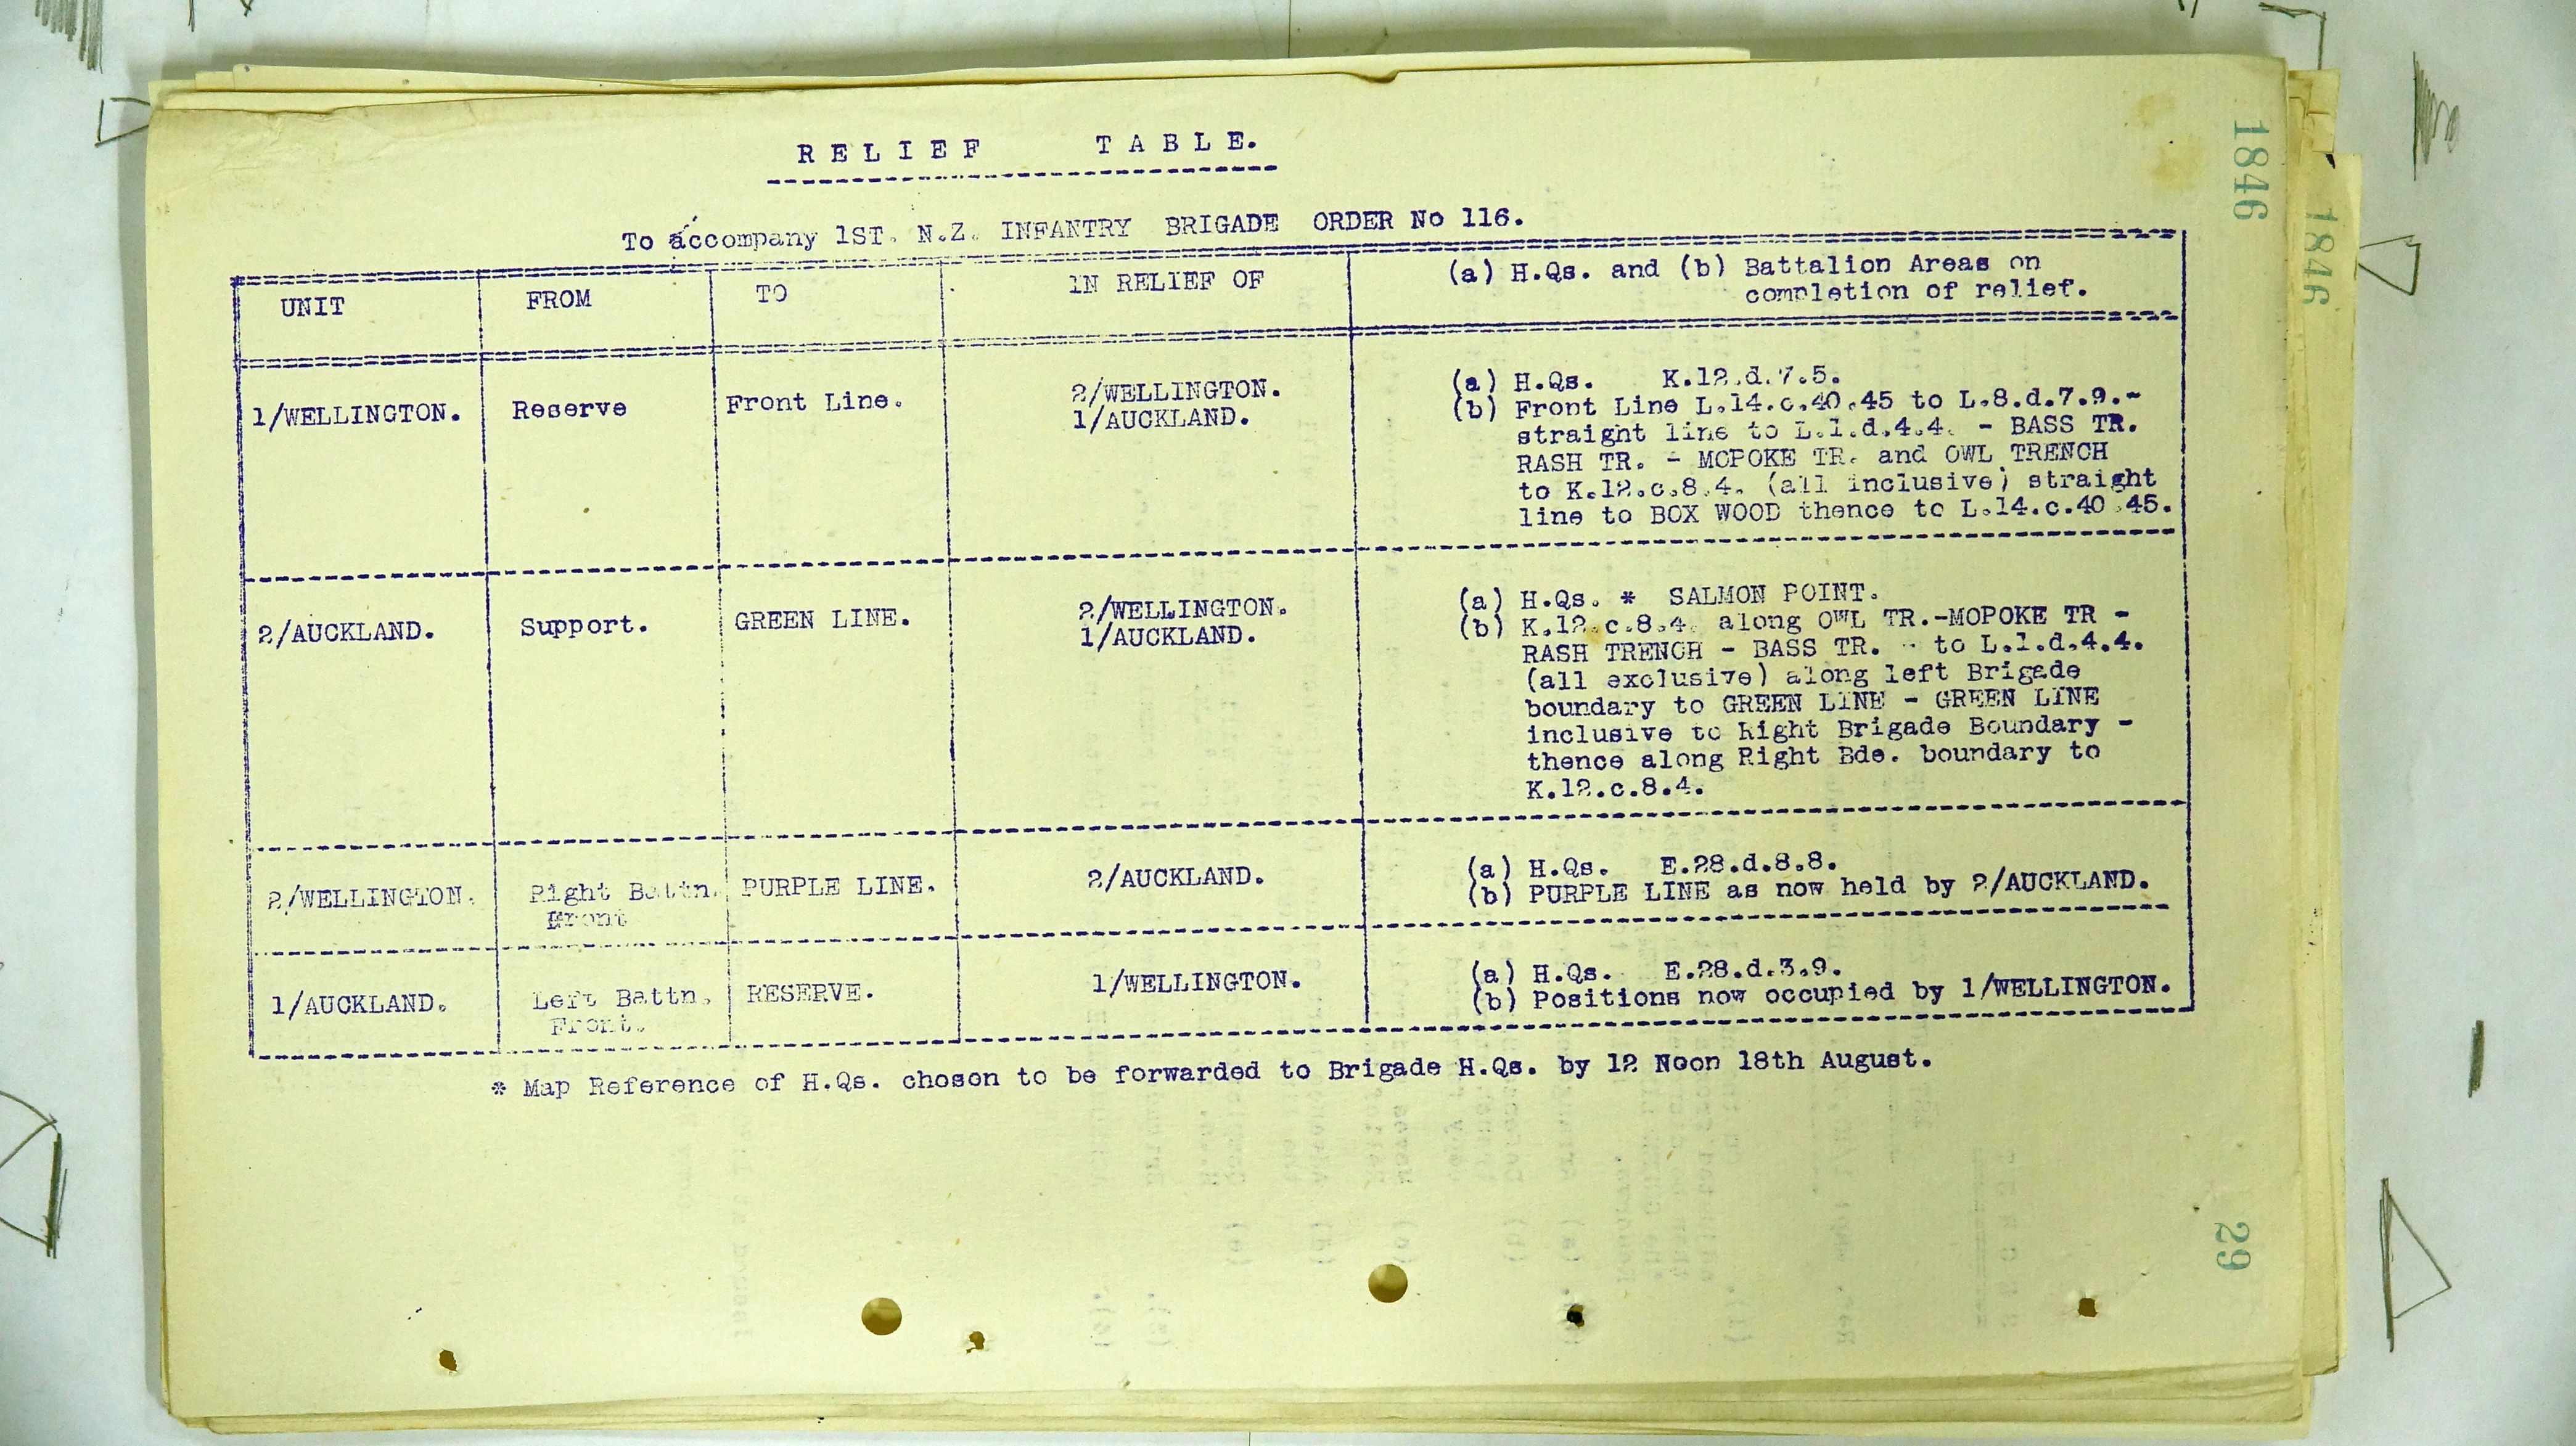 RELIEF TABLE.
To accompany 1ST. N.Z. INFANTRY BRIGADE ORDER No 116.
UNIT FROM TO IN RELIEF OF (a) H.Qs. and (b) Battalion Areas on
completion of relief.
1/WELLINGTON. Reserve Front Line. 2/WELLINGTON.
1/AUCKLAND.
(a) H.Qs. K.12.d.7.5.
(b) Front Line L.14.c.40.45 to L.8.d.7.9.-
straight line to L.1.d.4.4. - BASS TR.
RASH TR. - MOPOKE TR. and OWL TRENCH
to K.12.c.8.4. (all inclusive) straight
line to BOX WOOD thence to L.14.c.40.45.
2/AUCKLAND. Support. GREEN LINE. 2/WELLINGTON.
1/AUCKLAND.
(a) H.Qs. * SALMON POINT.
(b) K.12.c.8.4. along OWL TR.-MOPOKE TR -
RASH TRENCH - BASS TR. - to L.1.d.4.4.
(all exclusive) along left Brigade
boundary to GREEN LINE - GREEN LINE
inclusive to Right Brigade Boundary -
thence along Right Bde. boundary to
K.12.c.8.4.
2/WELLINGTON. Right Battn. PURPLE LINE. 2/AUCKLAND.
Front
(a) H.Qs. E.28.d.8.8.
(b) PURPLE LINE as now held by 2/AUCKLAND.
1/AUCKLAND. Left Battn. RESERVE. 1/WELLINGTON.
Front.
(a) H.Qs. E.28.d.3.9.
(b) Positions now occupied by 1/WELLINGTON.
* Map Reference of H.Qs. chosen to be forwarded to Brigade H.Qs. by 12 Noon 18th August.
1846
1846
29